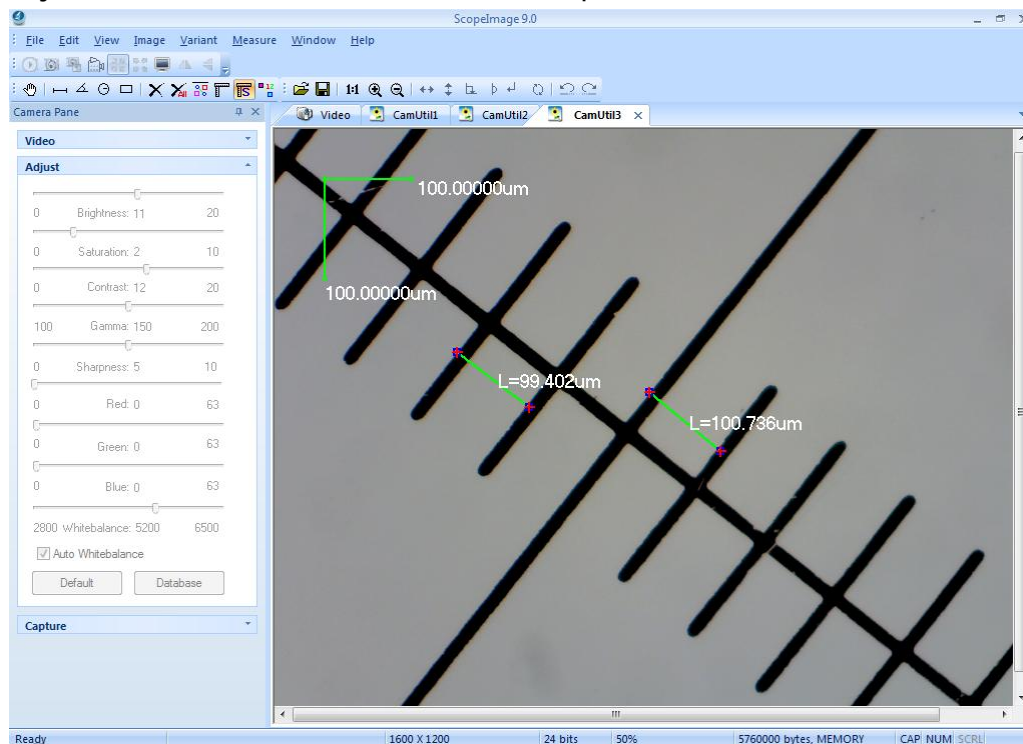 ScopeImage 9.0
File Edit View Image Variant Measure Window Help
1:1
Camera Pane
Video CamUtil1 CamUtil2 CamUtil3
Video
Adjust
0 Brightness: 11 20
0 Saturation: 2 10
0 Contrast: 12 20
100 Gamma: 150 200
0 Sharpness: 5 10
0 Red: 0 63
0 Green: 0 63
0 Blue: 0 63
2800 Whitebalance: 5200 6500
Auto Whitebalance
Default Database
Capture
100.00000um
100.00000um
L=99.402um
L=100.736um
Ready 1600 X 1200 24 bits 50% 5760000 bytes, MEMORY CAP NUM SCRL